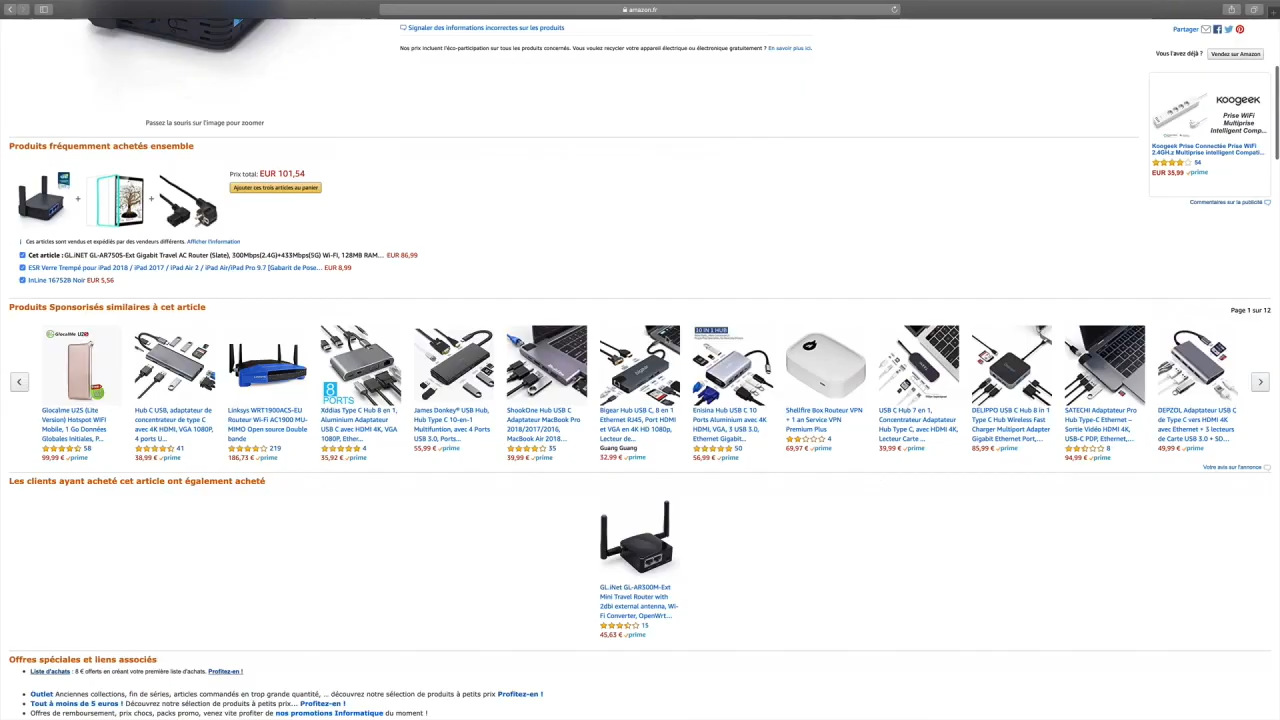 amazon.fr
Signaler des informations incorrectes sur les produits
Partager
Nos prix incluent l'éco-participation sur tous les produits concernés. Vous voulez recycler votre appareil électrique ou électronique gratuitement ? En savoir plus ici.
Vous l'avez déjà ? Vendez sur Amazon
Koogeek
Prise WiFi
Multiprise
Intelligent Comp...
Koogeek Prise Connectée Prise WiFi
2.4GH.z Multiprise intelligent Compati...
54
EUR 35,99 prime
Commentaires sur la publicité
Passez la souris sur l'image pour zoomer
Produits fréquemment achetés ensemble
Prix total: EUR 101,54
Ajouter ces trois articles au panier
+ +
i Ces articles sont vendus et expédiés par des vendeurs différents. Afficher l'information
Cet article : GL.iNET GL-AR750S-Ext Gigabit Travel AC Router (Slate), 300Mbps(2.4G)+433Mbps(5G) Wi-Fi, 128MB RAM... EUR 86,99
ESR Verre Trempé pour iPad 2018 / iPad 2017 / iPad Air 2 / iPad Air/iPad Pro 9.7 [Gabarit de Pose... EUR 8,99
InLine 16752B Noir EUR 5,56
Produits Sponsorisés similaires à cet article
Page 1 sur 12
GlocalMe U2S
8
PORTS
10 IN 1 HUB
Glocalme U2S (Lite
Version) Hotspot WIFI
Mobile, 1 Go Données
Globales Initiales, P...
58
99,99 € prime
Hub C USB, adaptateur de
concentrateur de type C
avec 4K HDMI, VGA 1080P,
4 ports U...
41
38,99 € prime
Linksys WRT1900ACS-EU
Routeur Wi-Fi AC1900 MU-
MIMO Open source Double
bande
219
186,73 € prime
Xddias Type C Hub 8 en 1,
Aluminium Adaptateur
USB C avec HDMI 4K, VGA
1080P, Ether...
4
35,92 € prime
James Donkey® USB Hub,
Hub Type C 10-en-1
Multifuntion, avec 4 Ports
USB 3.0, Ports...
55,99 € prime
ShookOne Hub USB C
Adaptateur MacBook Pro
2018/2017/2016,
MacBook Air 2018...
35
39,99 € prime
Bigear Hub USB C, 8 en 1
Ethernet RJ45, Port HDMI
et VGA en 4K HD 1080p,
Lecteur de...
Guang Guang
32,99 € prime
Enisina Hub USB C 10
Ports Aluminium avec 4K
HDMI, VGA, 3 USB 3.0,
Ethernet Gigabit...
50
56,99 € prime
Shellfire Box Routeur VPN
+ 1 an Service VPN
Premium Plus
4
69,97 € prime
USB C Hub 7 en 1,
Concentrateur Adaptateur
Hub Type C, avec HDMI 4K,
Lecteur Carte ...
39,99 € prime
DELIPPO USB C Hub 8 in 1
Type C Hub Wireless Fast
Charger Multiport Adapter
Gigabit Ethernet Port,...
85,99 € prime
SATECHI Adaptateur Pro
Hub Type-C Ethernet –
Sortie Vidéo HDMI 4K,
USB-C PDP, Ethernet,...
8
94,99 € prime
DEPZOL Adaptateur USB C
de Type C vers HDMI 4K
avec Ethernet + 3 lecteurs
de Carte USB 3.0 + SD...
49,99 € prime
Votre avis sur l'annonce
Les clients ayant acheté cet article ont également acheté
GL.iNet GL-AR300M-Ext
Mini Travel Router with
2dbi external antenna, Wi-
Fi Converter, OpenWrt...
15
45,63 € prime
Offres spéciales et liens associés
Liste d'achats : 8 € offerts en créant votre première liste d'achats. Profitez-en !
Outlet Anciennes collections, fin de séries, articles commandés en trop grande quantité, … découvrez notre sélection de produits à petits prix Profitez-en !
Tout à moins de 5 euros ! Découvrez notre sélection de produits à petits prix... Profitez-en !
Offres de remboursement, prix chocs, packs promo, venez vite profiter de nos promotions Informatique du moment !